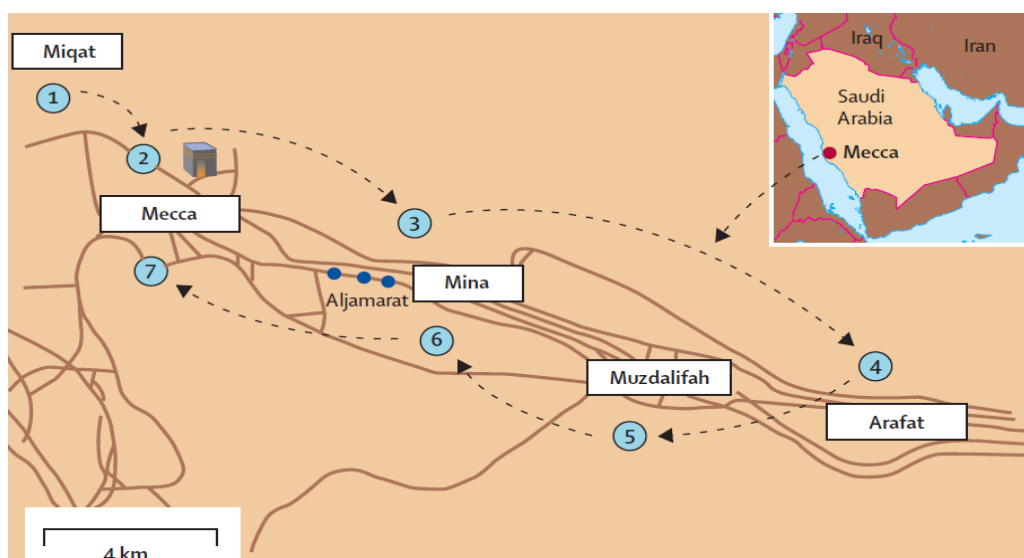 Miqat
1
2
Mecca
3
7
Aljamarat
Mina
6
Muzdalifah
5
4
Arafat
4 km
Iraq
Iran
Saudi
Arabia
Mecca